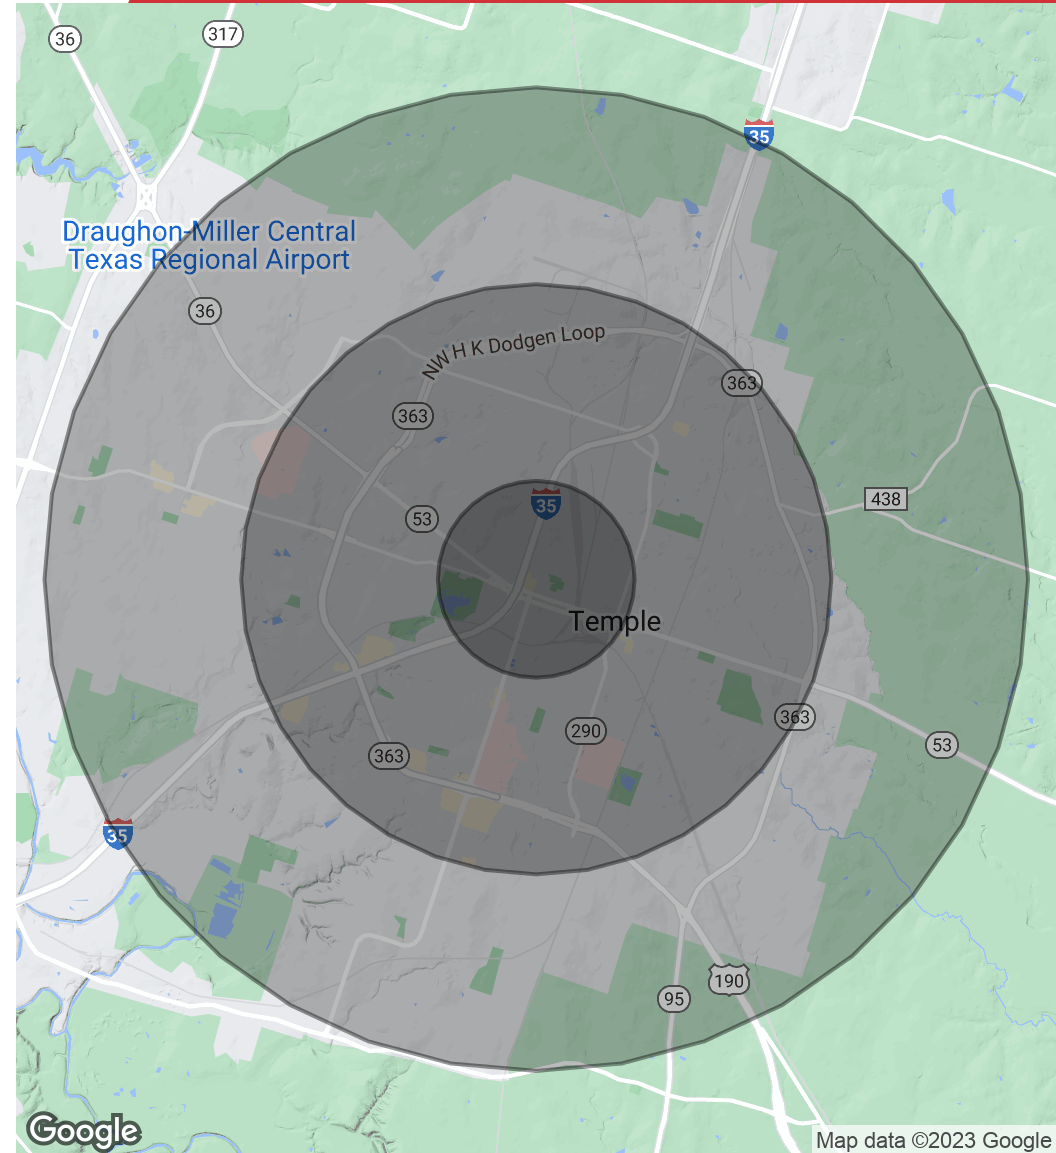 36
317
35
Draughon-Miller Central
Texas Regional Airport
36
NW H K Dodgen Loop
363
363
438
35
53
Temple
363
290
53
363
35
190
95
Google
Map data ©2023 Google